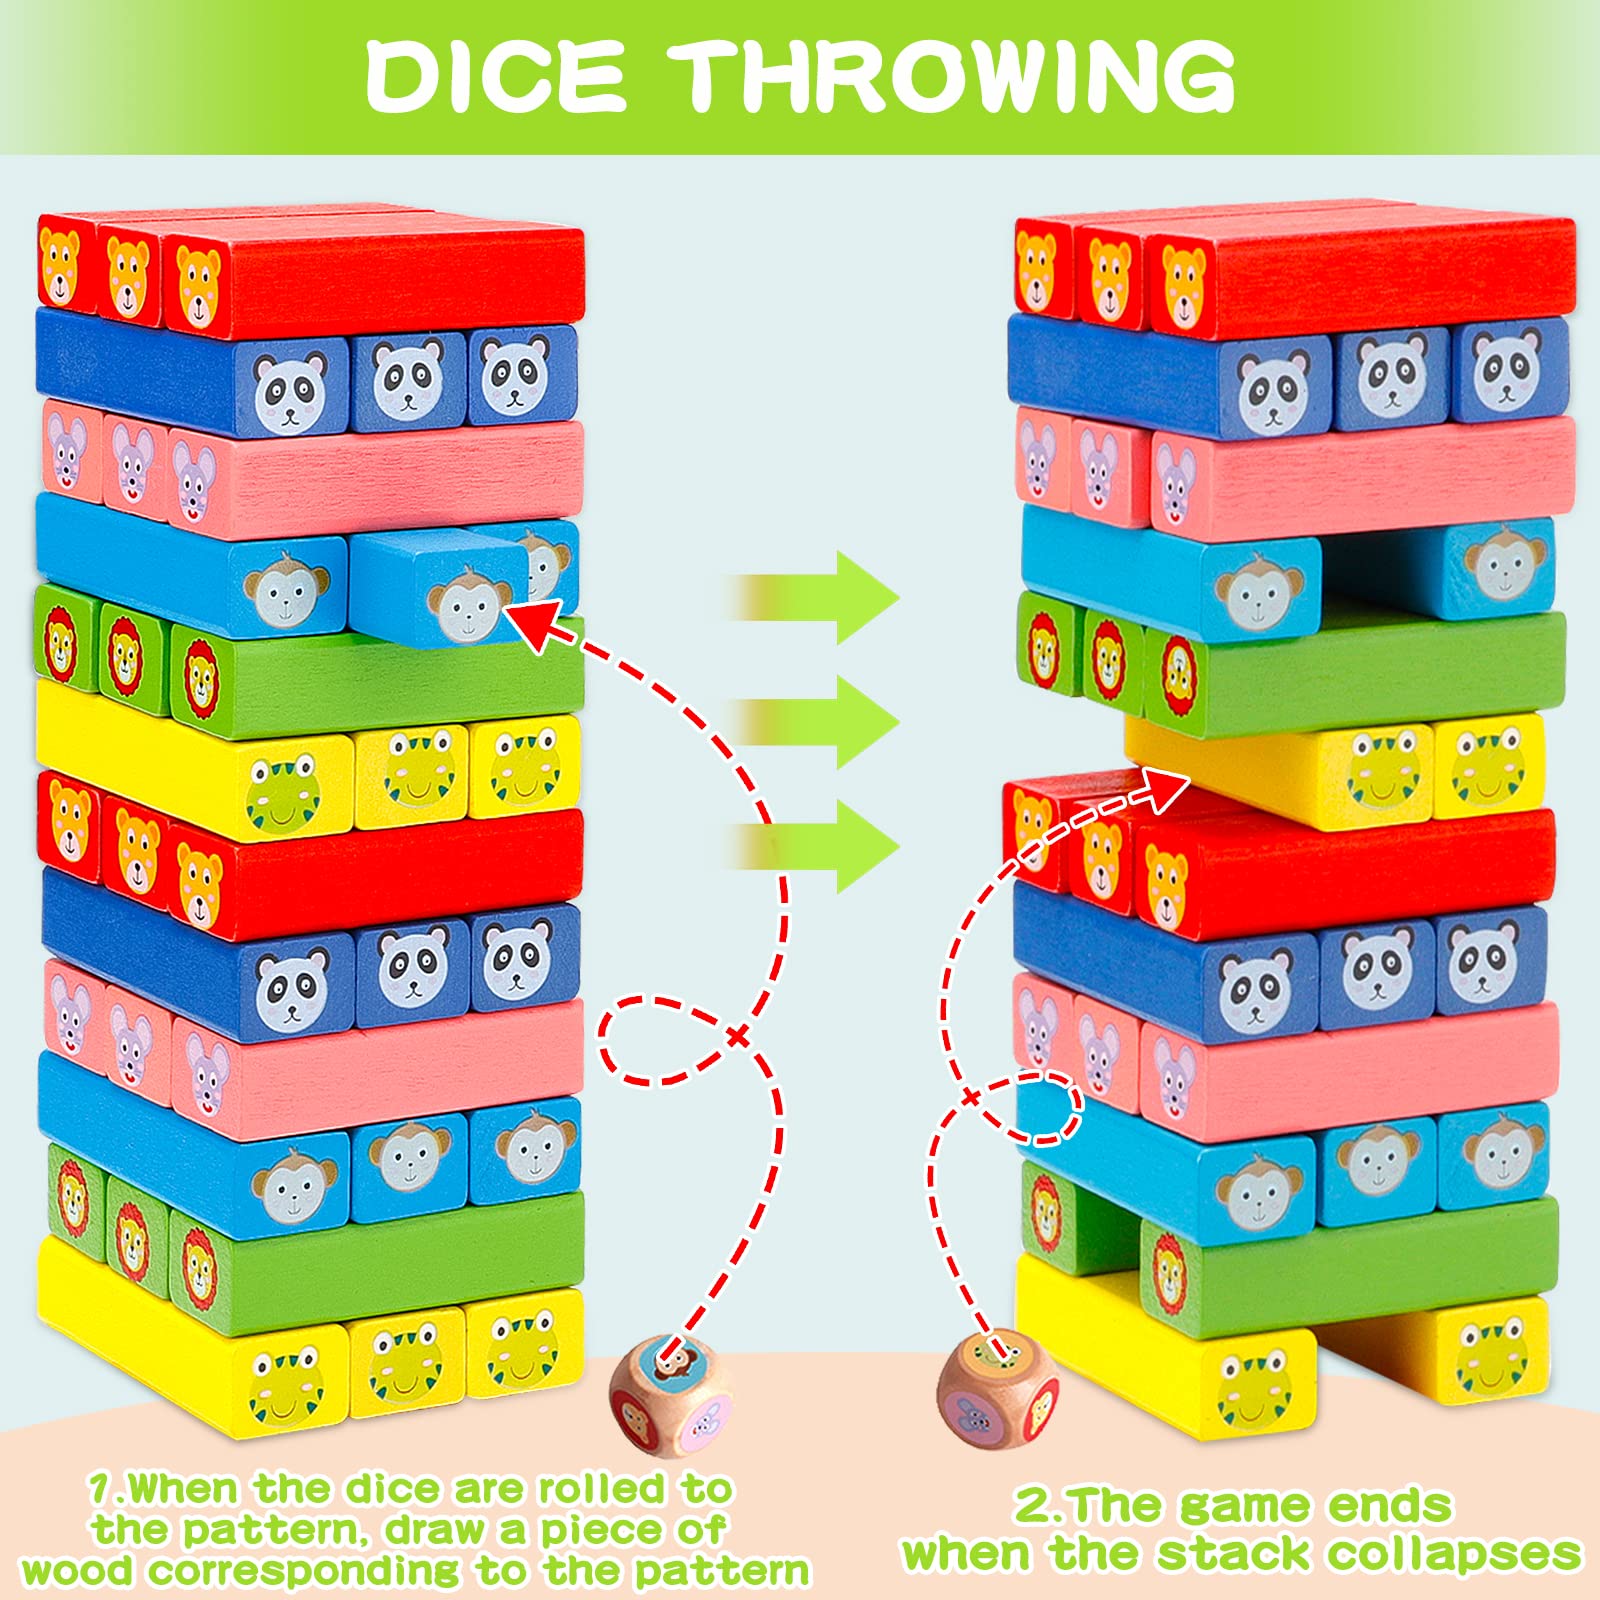 DICE THROWING
1.When the dice are rolled to
the pattern, draw a piece of
wood corresponding to the pattern
2.The game ends
when the stack collapses